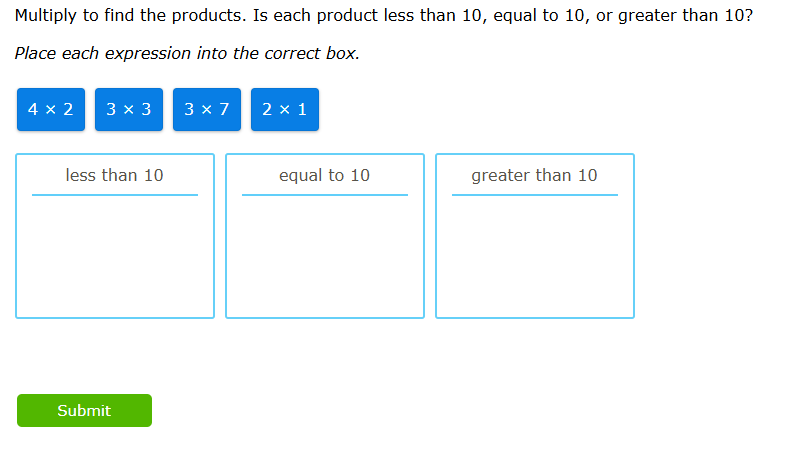 Multiply to find the products. Is each product less than 10, equal to 10, or greater than 10?
Place each expression into the correct box.
4 × 2 3 × 3 3 × 7 2 × 1
less than 10 equal to 10 greater than 10
Submit